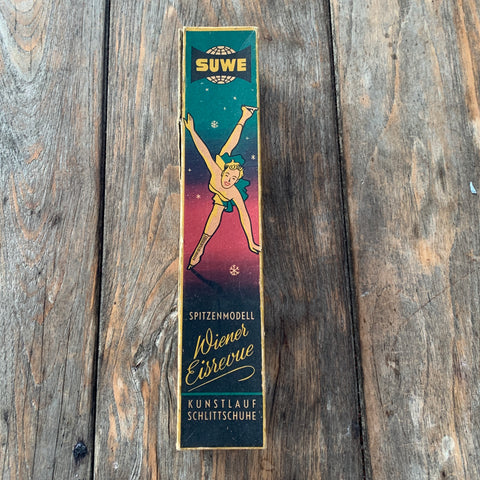 SUWE
SPITZENMODELL
Wiener
Eisrevue
KUNSTLAUF
SCHLITTSCHUHE